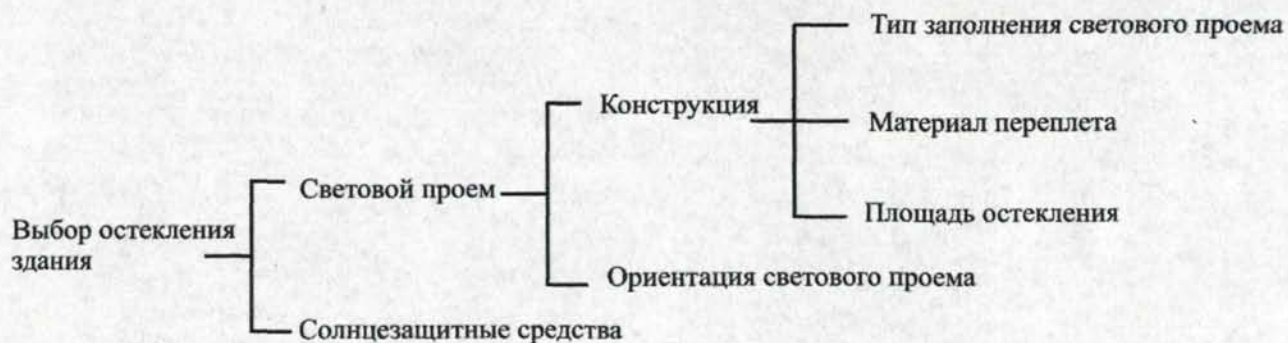 Тип заполнения светового проема
Конструкция
Материал переплета
Световой проем
Площадь остекления
Выбор остекления
здания
Ориентация светового проема
Солнцезащитные средства